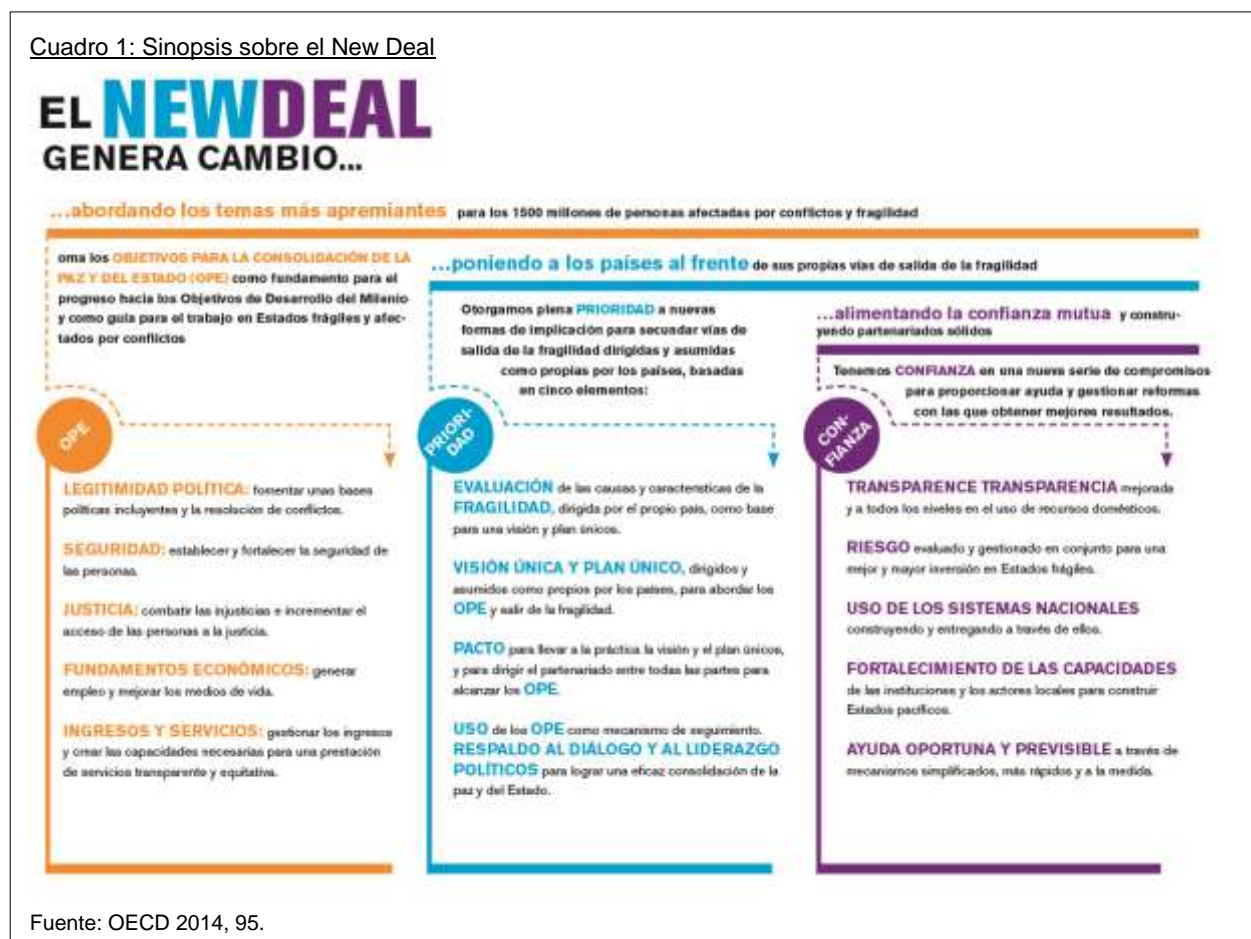 Cuadro 1: Sinopsis sobre el New Deal
EL NEWDEAL
GENERA CAMBIO...
...abordando los temas más apremiantes para los 1500 millones de personas afectadas por conflictos y fragilidad
oma los OBJETIVOS PARA LA CONSOLIDACIÓN DE LA
PAZ Y DEL ESTADO (OPE) como fundamento para el
progreso hacia los Objetivos de Desarrollo del Milenio
y como guía para el trabajo en Estados frágiles y afec-
tados por conflictos
OPE
LEGITIMIDAD POLÍTICA: fomentar unas bases
políticas incluyentes y la resolución de conflictos.
SEGURIDAD: establecer y fortalecer la seguridad de
las personas.
JUSTICIA: combatir las injusticias e incrementar el
acceso de las personas a la justicia.
FUNDAMENTOS ECONÓMICOS: generar
empleo y mejorar los medios de vida.
INGRESOS Y SERVICIOS: gestionar los ingresos
y crear las capacidades necesarias para una prestación
de servicios transparente y equitativa.
...poniendo a los países al frente de sus propias vías de salida de la fragilidad
Otorgamos plena PRIORIDAD a nuevas
formas de implicación para secundar vías de
salida de la fragilidad dirigidas y asumidas
como propias por los países, basadas
en cinco elementos:
PRIORI-
DAD
EVALUACIÓN de las causas y características de la
FRAGILIDAD, dirigida por el propio país, como base
para una visión y plan únicos.
VISIÓN ÚNICA Y PLAN ÚNICO, dirigidos y
asumidos como propios por los países, para abordar los
OPE y salir de la fragilidad.
PACTO para llevar a la práctica la visión y el plan únicos,
y para dirigir el partenariado entre todas las partes para
alcanzar los OPE.
USO de los OPE como mecanismo de seguimiento.
RESPALDO AL DIÁLOGO Y AL LIDERAZGO
POLÍTICOS para lograr una eficaz consolidación de la
paz y del Estado.
...alimentando la confianza mutua y constru-
yendo partenariados sólidos
Tenemos CONFIANZA en una nueva serie de compromisos
para proporcionar ayuda y gestionar reformas
con las que obtener mejores resultados.
CON-
FIANZA
TRANSPARENCE TRANSPARENCIA mejorada
y a todos los niveles en el uso de recursos domésticos.
RIESGO evaluado y gestionado en conjunto para una
mejor y mayor inversión en Estados frágiles.
USO DE LOS SISTEMAS NACIONALES
construyendo y entregando a través de ellos.
FORTALECIMIENTO DE LAS CAPACIDADES
de las instituciones y los actores locales para construir
Estados pacíficos.
AYUDA OPORTUNA Y PREVISIBLE a través de
mecanismos simplificados, más rápidos y a la medida.
Fuente: OECD 2014, 95.